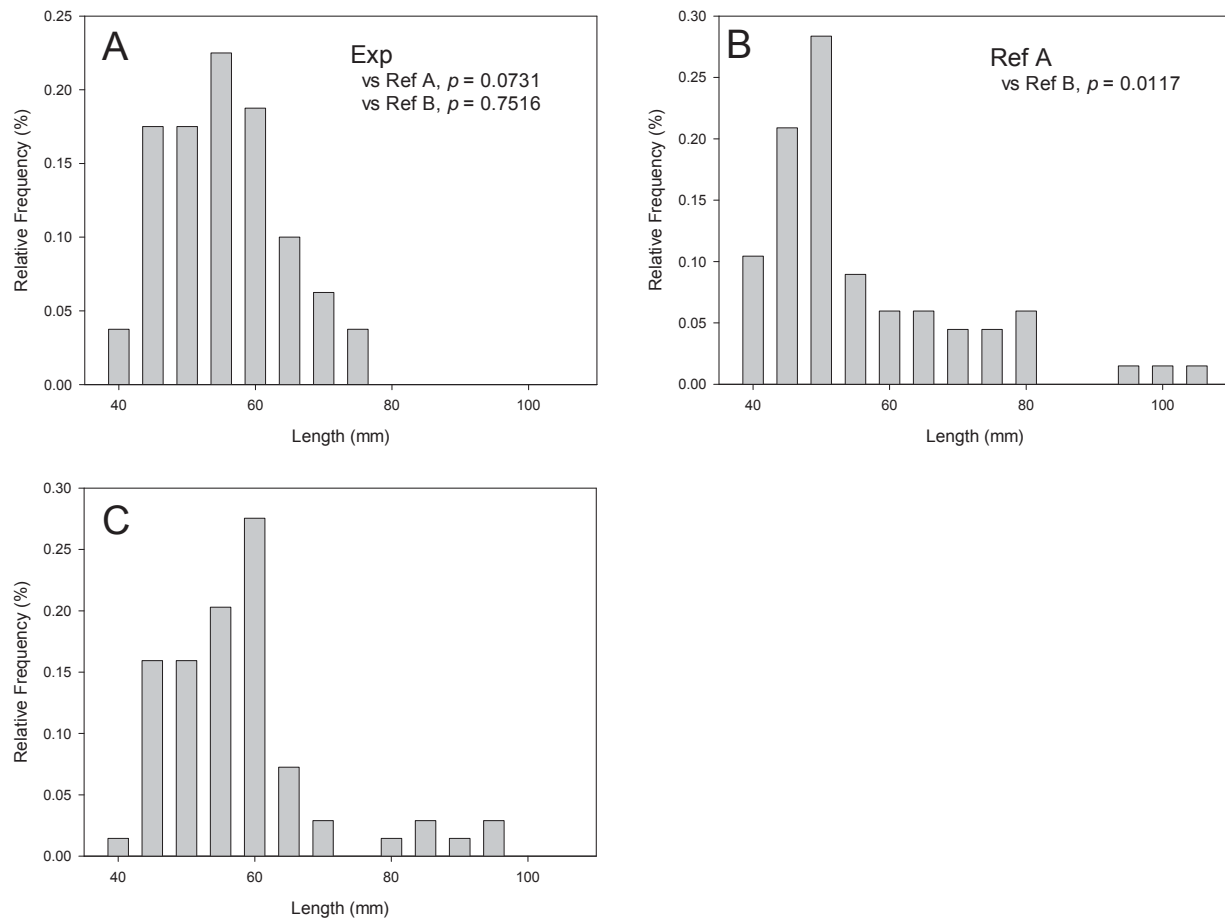 A
Exp
vs Ref A, p = 0.0731
vs Ref B, p = 0.7516
Relative Frequency (%)
0.25
0.20
0.15
0.10
0.05
0.00
40 60 80 100
Length (mm)
B
Ref A
vs Ref B, p = 0.0117
Relative Frequency (%)
0.30
0.25
0.20
0.15
0.10
0.05
0.00
40 60 80 100
Length (mm)
C
Relative Frequency (%)
0.30
0.25
0.20
0.15
0.10
0.05
0.00
40 60 80 100
Length (mm)